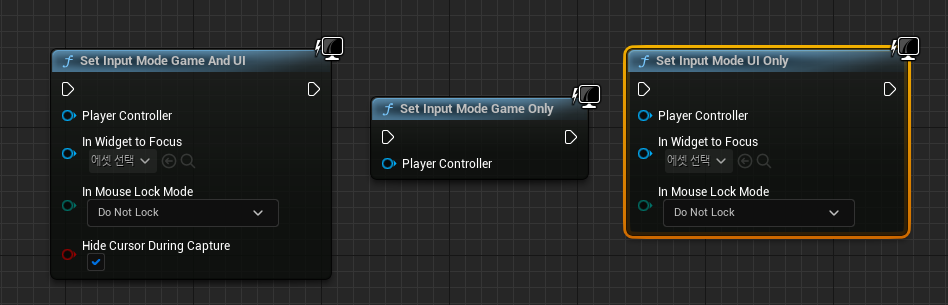 Set Input Mode Game And UI
Player Controller
In Widget to Focus
에셋 선택
In Mouse Lock Mode
Do Not Lock
Hide Cursor During Capture
Set Input Mode Game Only
Player Controller
Set Input Mode UI Only
Player Controller
In Widget to Focus
에셋 선택
In Mouse Lock Mode
Do Not Lock